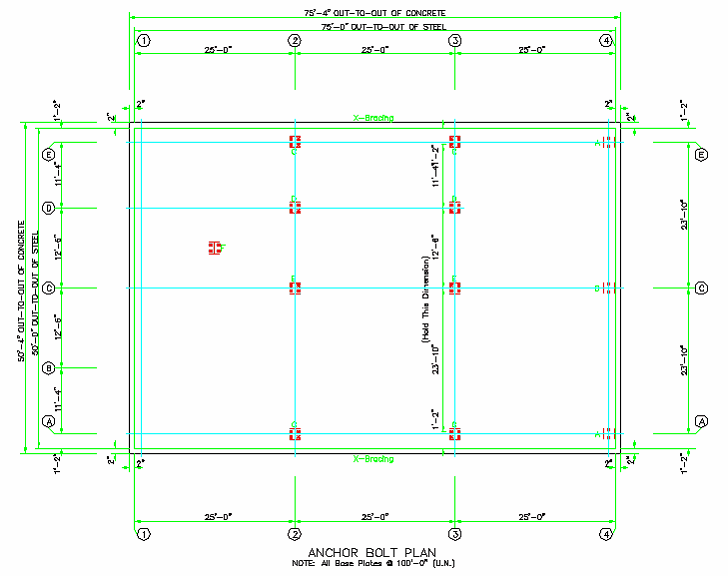 75'-4" OUT-TO-OUT OF CONCRETE
75'-0" OUT-TO-OUT OF STEEL
1 2 3 4
25'-0" 25'-0" 25'-0"
2" 2"
1'-2" 2" 2" 1'-2"
X-Bracing
E C C A E
11'-4" 11'-4" 1'-2"
D
50'-4" OUT-TO-OUT OF CONCRETE
50'-0" OUT-TO-OUT OF STEEL
12'-6" 12'-6" 23'-10"
(Hold This Dimension)
C D C
12'-6" 23'-10" 23'-10"
B
11'-4" 1'-2"
A C C A A
X-Bracing
1'-2" 2" 2" 1'-2"
2" 2"
25'-0" 25'-0" 25'-0"
1 2 3 4
ANCHOR BOLT PLAN
NOTE: All Base Plates @ 100'-0" (U.N.)